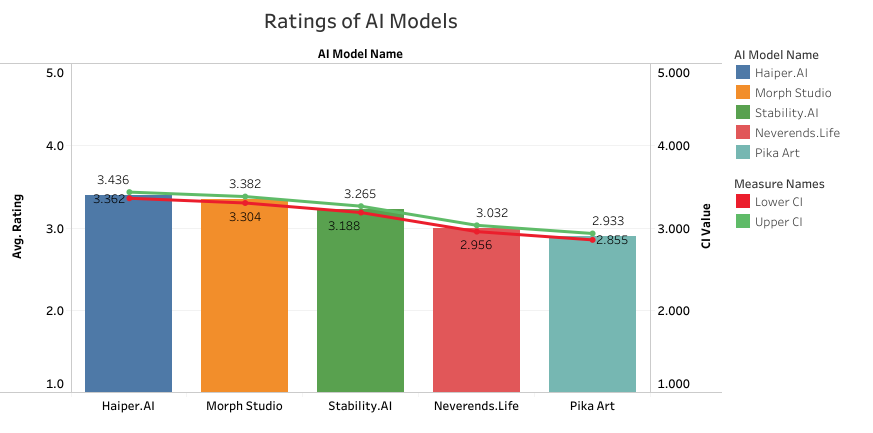 Ratings of AI Models
AI Model Name
5.0
4.0
3.0
2.0
1.0
Avg. Rating
3.436
3.362
3.382
3.304
3.265
3.188
3.032
2.956
2.933
2.855
5.000
4.000
3.000
2.000
1.000
CI Value
Haiper.AI
Morph Studio
Stability.AI
Neverends.Life
Pika Art
AI Model Name
Haiper.AI
Morph Studio
Stability.AI
Neverends.Life
Pika Art
Measure Names
Lower CI
Upper CI